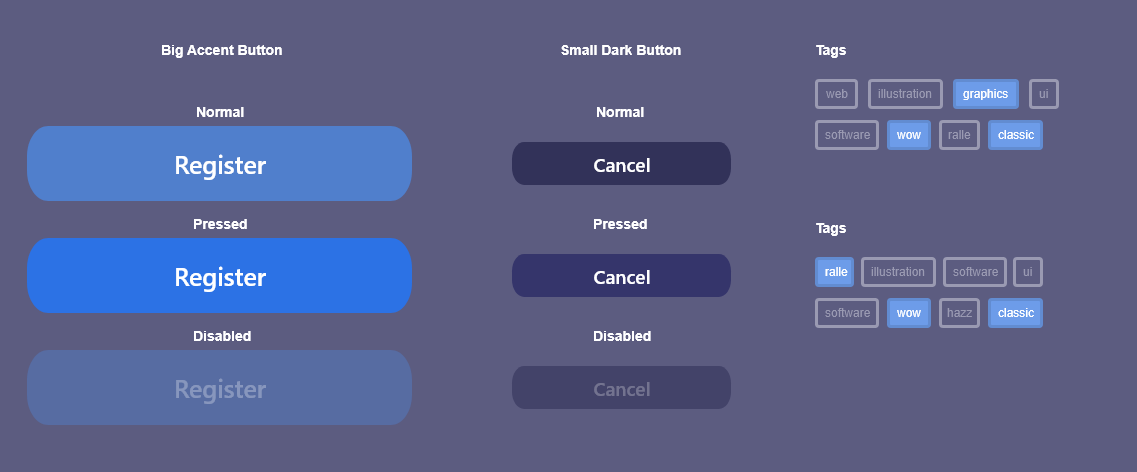 Big Accent Button
Normal
Register
Pressed
Register
Disabled
Register
Small Dark Button
Normal
Cancel
Pressed
Cancel
Disabled
Cancel
Tags
web illustration graphics ui
software wow ralle classic
Tags
ralle illustration software ui
software wow hazz classic